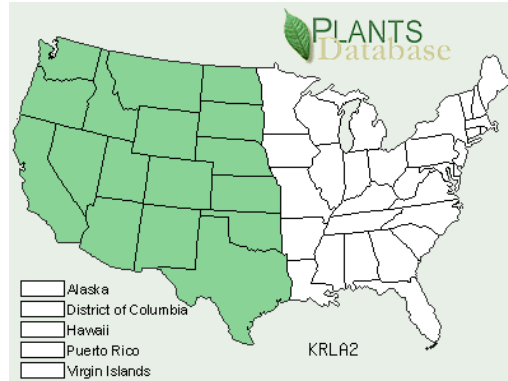 PLANTS
Database
Alaska
District of Columbia
Hawaii
Puerto Rico
Virgin Islands
KRLA2